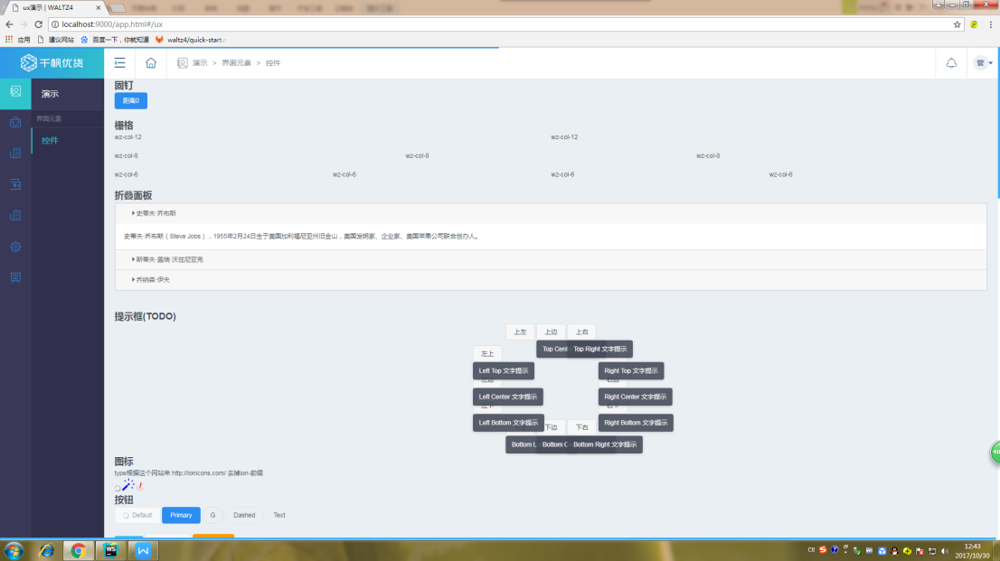 ux演示 | WALTZ4
localhost:9000/app.html#/ux
应用 建议网站 百度一下，你就知道 waltz4/quick-start.
千帆优货
演示 > 界面元素 > 控件
管
演示
界面元素
控件
固钉
距离0
栅格
wz-col-12 wz-col-12
wz-col-8 wz-col-8 wz-col-8
wz-col-6 wz-col-6 wz-col-6 wz-col-6
折叠面板
史蒂夫·乔布斯
史蒂夫·乔布斯（Steve Jobs），1955年2月24日生于美国加利福尼亚州旧金山，美国发明家、企业家、美国苹果公司联合创办人。
斯蒂夫·盖瑞·沃兹尼亚克
乔纳森·伊夫
提示框(TODO)
上左 上边 上右
Top Cent Top Right 文字提示
左上
Left Top 文字提示 Right Top 文字提示
Left Center 文字提示 Right Center 文字提示
Left Bottom 文字提示 下边 下右 Right Bottom 文字提示
Bottom L Bottom C Bottom Right 文字提示
图标
type根据这个网站来 http://ionicons.com/ 去掉ion-前缀
按钮
Default Primary G Dashed Text
WS
CH
12:43
2017/10/30